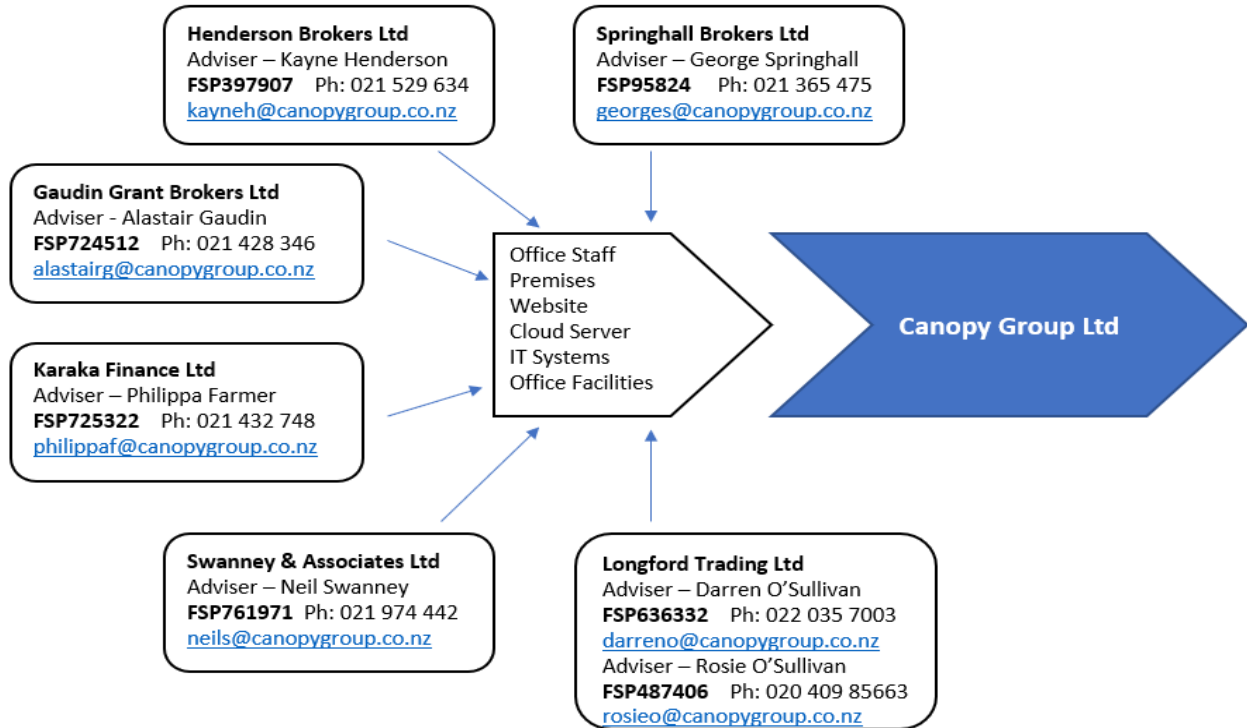 Henderson Brokers Ltd
Adviser – Kayne Henderson
FSP397907 Ph: 021 529 634
kayneh@canopygroup.co.nz
Springhall Brokers Ltd
Adviser – George Springhall
FSP95824 Ph: 021 365 475
georges@canopygroup.co.nz
Gaudin Grant Brokers Ltd
Adviser - Alastair Gaudin
FSP724512 Ph: 021 428 346
alastairg@canopygroup.co.nz
Office Staff
Premises
Website
Cloud Server
IT Systems
Office Facilities
Canopy Group Ltd
Karaka Finance Ltd
Adviser – Philippa Farmer
FSP725322 Ph: 021 432 748
philippaf@canopygroup.co.nz
Swanney & Associates Ltd
Adviser – Neil Swanney
FSP761971 Ph: 021 974 442
neils@canopygroup.co.nz
Longford Trading Ltd
Adviser – Darren O’Sullivan
FSP636332 Ph: 022 035 7003
darreno@canopygroup.co.nz
Adviser – Rosie O’Sullivan
FSP487406 Ph: 020 409 85663
rosieo@canopygroup.co.nz